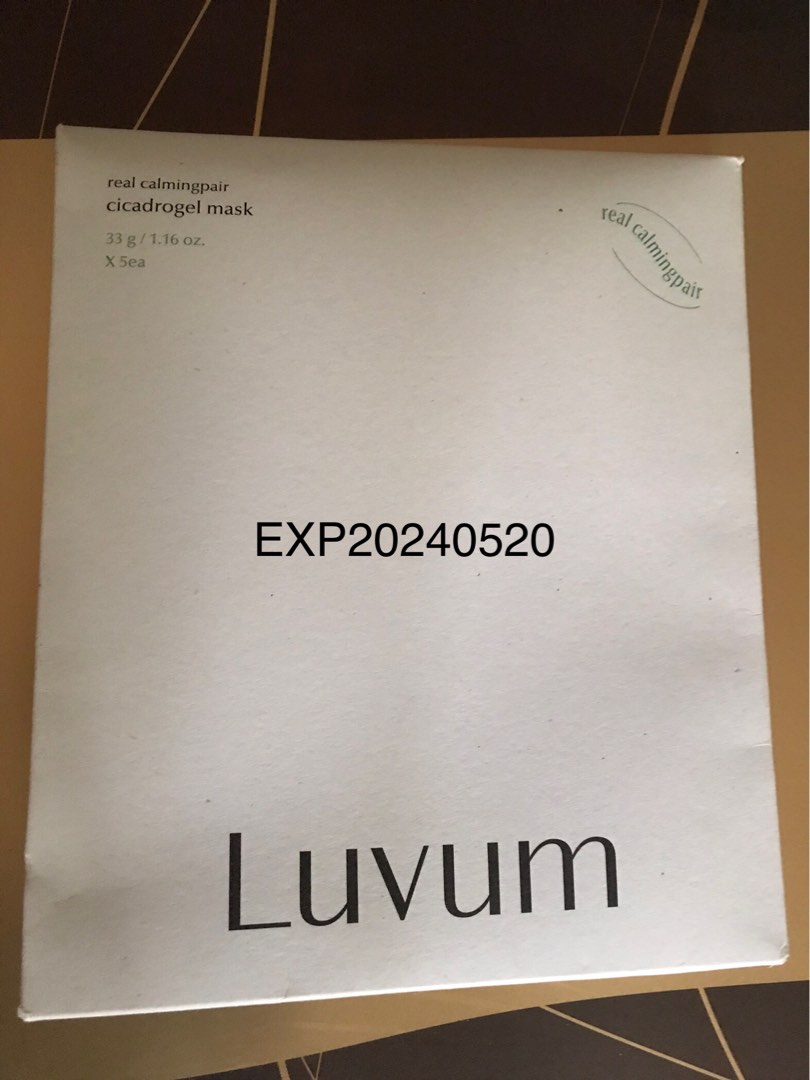 real calmingpair
cicadrogel mask
33 g / 1.16 oz.
X 5ea
real calmingpair
EXP20240520
Luvum